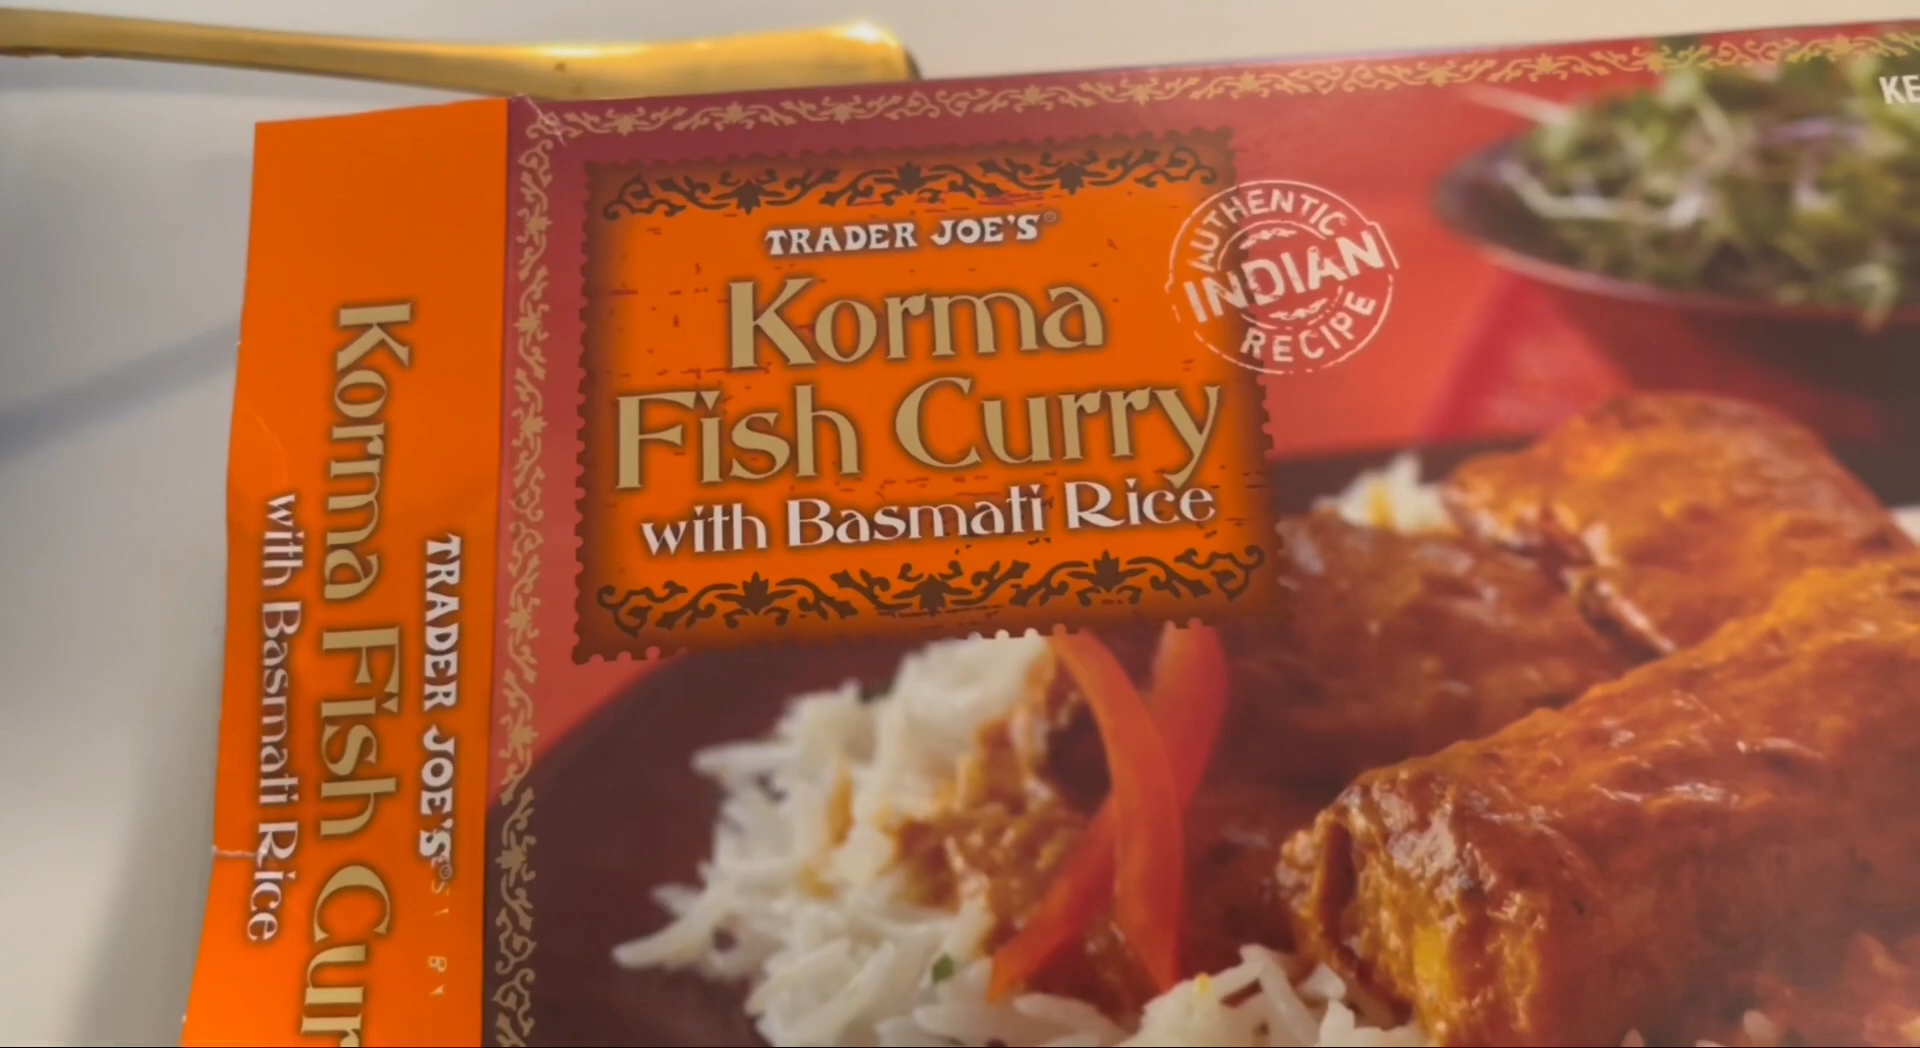 TRADER JOE'S®
Korma
Fish Curry
with Basmati Rice
AUTHENTIC
INDIAN
RECIPE
TRADER JOE'S®
Korma Fish Cur
with Basmati Rice